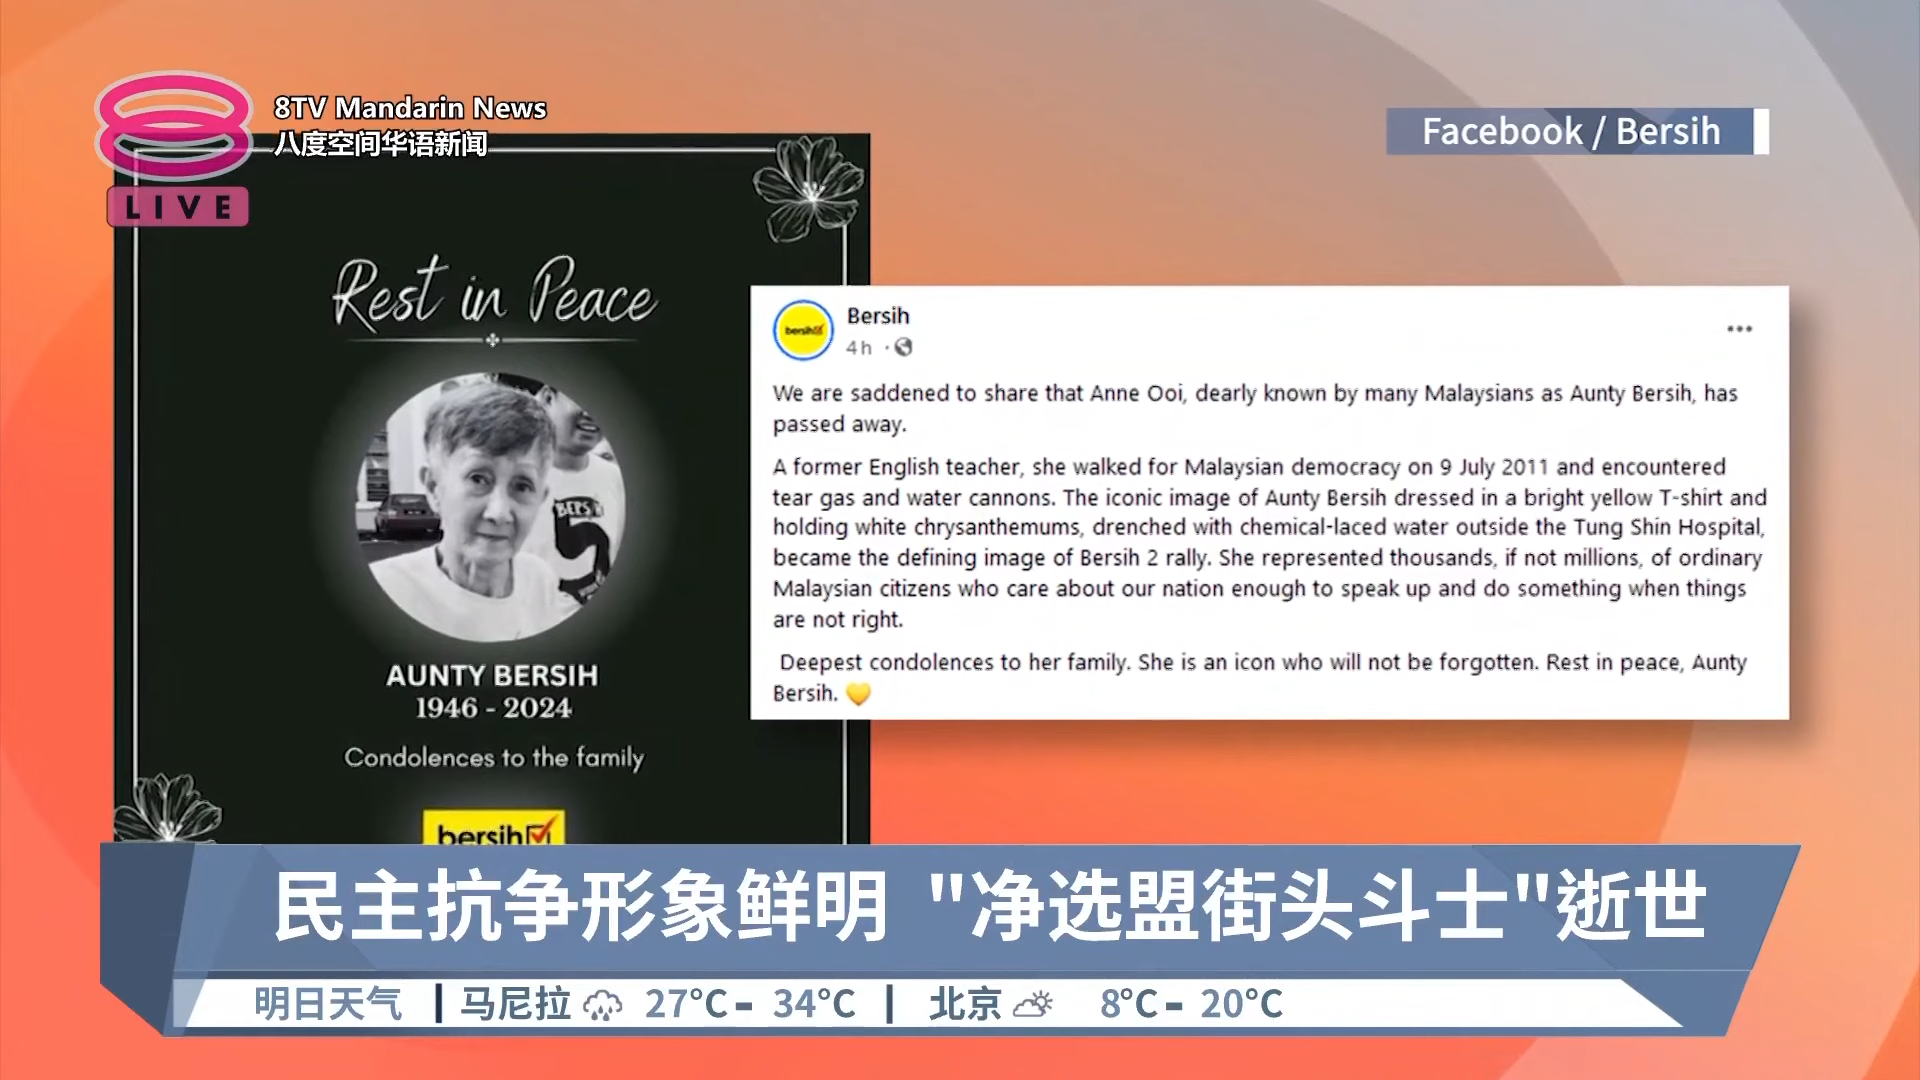 8TV Mandarin News
八度空间华语新闻
LIVE
Facebook / Bersih
Rest in Peace
BERSIH
5
AUNTY BERSIH
1946 - 2024
Condolences to the family
bersih
bersih
Bersih
4 h
We are saddened to share that Anne Ooi, dearly known by many Malaysians as Aunty Bersih, has
passed away.
A former English teacher, she walked for Malaysian democracy on 9 July 2011 and encountered
tear gas and water cannons. The iconic image of Aunty Bersih dressed in a bright yellow T-shirt and
holding white chrysanthemums, drenched with chemical-laced water outside the Tung Shin Hospital,
became the defining image of Bersih 2 rally. She represented thousands, if not millions, of ordinary
Malaysian citizens who care about our nation enough to speak up and do something when things
are not right.
Deepest condolences to her family. She is an icon who will not be forgotten. Rest in peace, Aunty
Bersih.
民主抗争形象鲜明 "净选盟街头斗士"逝世
明日天气 | 马尼拉 27°C - 34°C | 北京 8°C - 20°C